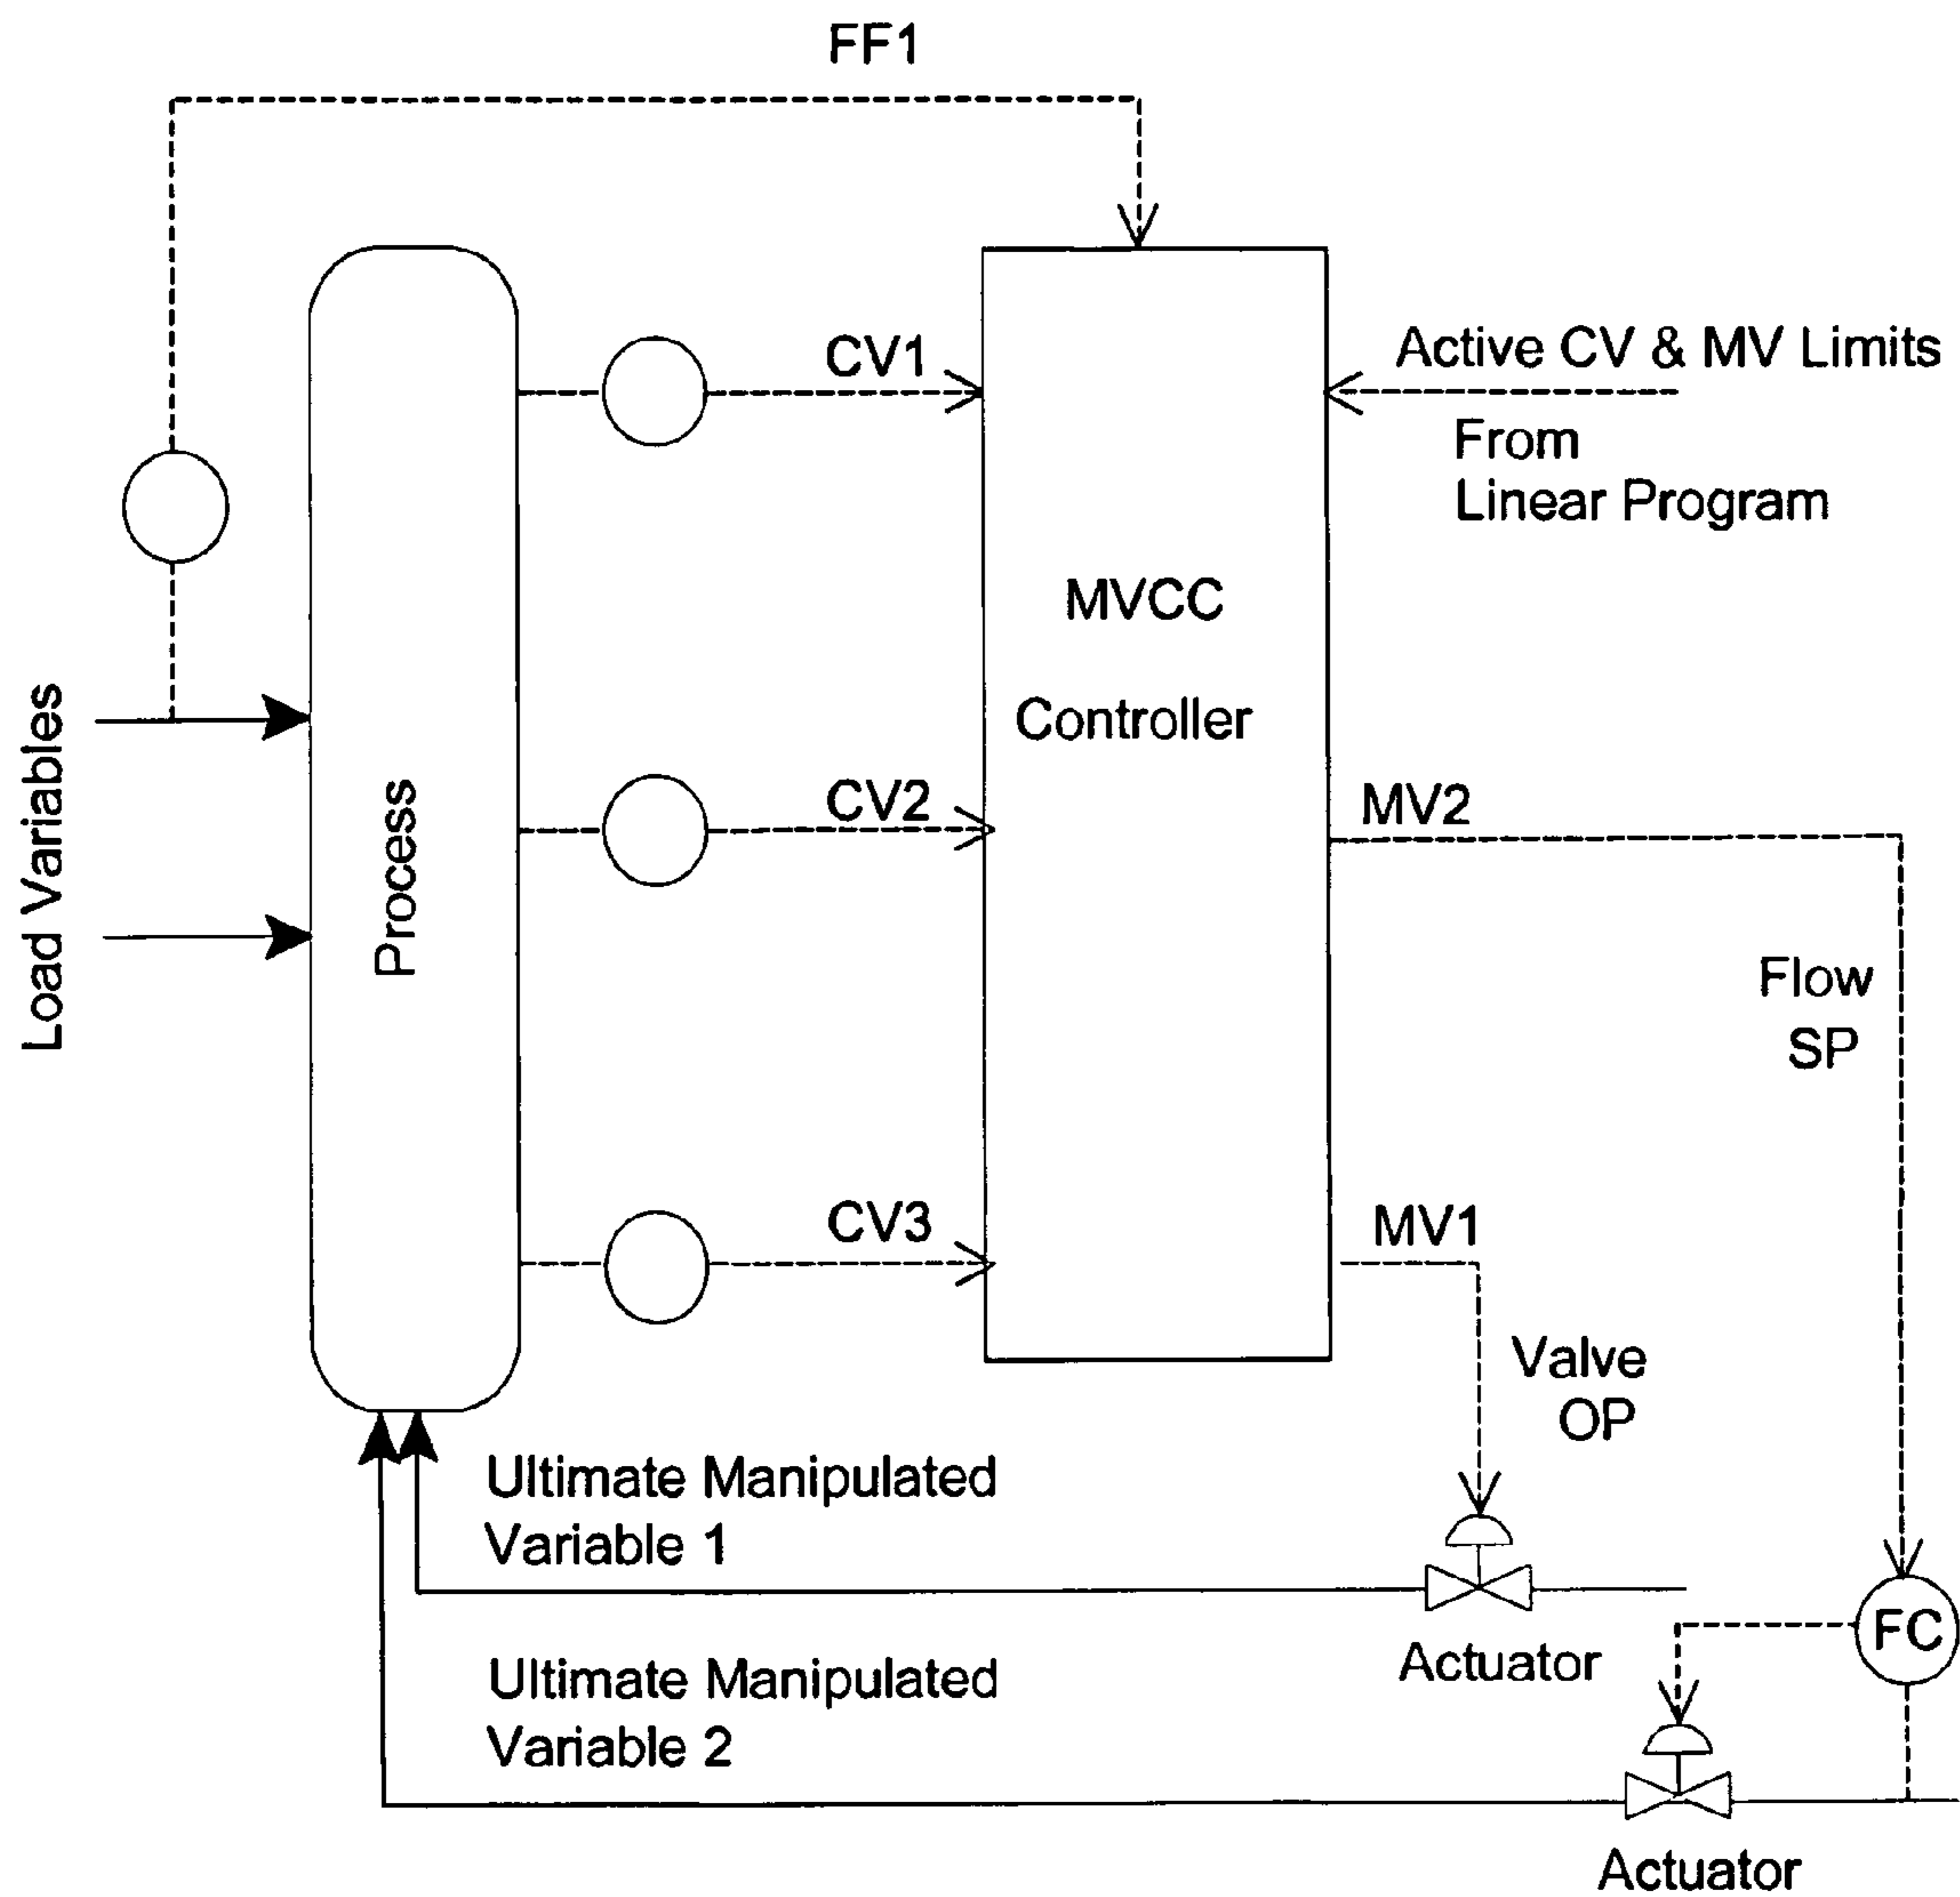 FF1
CV1
Active CV & MV Limits
From
Linear Program
MVCC
Controller
Load Variables
Process
CV2
MV2
Flow
SP
CV3
MV1
Valve
OP
Ultimate Manipulated
Variable 1
FC
Actuator
Ultimate Manipulated
Variable 2
Actuator